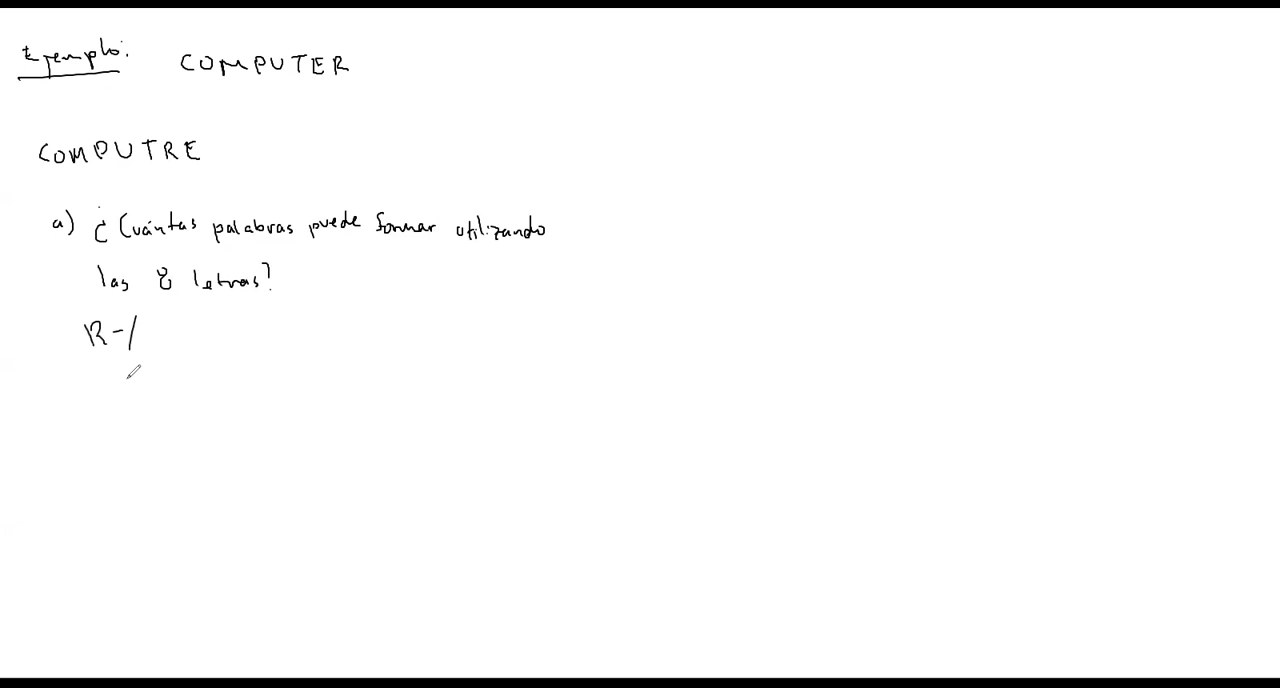 Ejemplo: COMPUTER
COMPUTRE
a) ¿Cuántas palabras puede formar utilizando
las 8 letras?
R-/